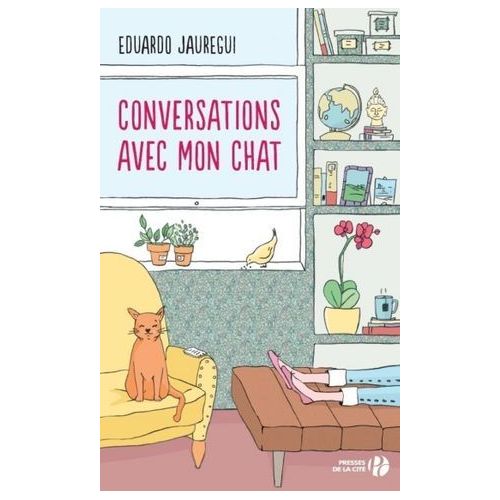 EDUARDO JAUREGUI
CONVERSATIONS
AVEC MON CHAT
PRESSES
DE LA CITÉ